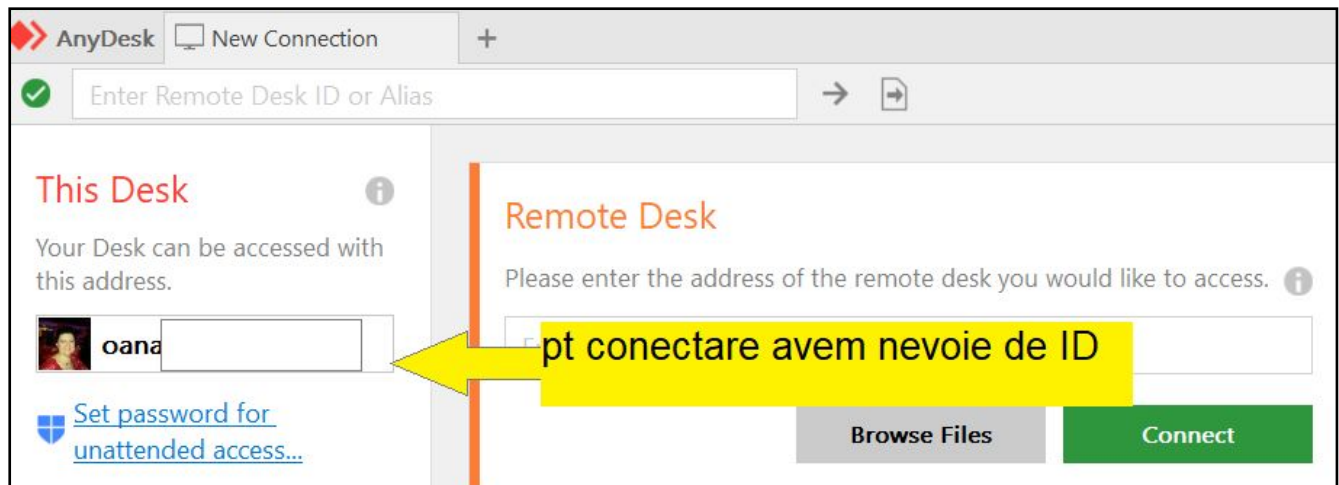 AnyDesk New Connection +
Enter Remote Desk ID or Alias
This Desk
Your Desk can be accessed with
this address.
oana
Set password for
unattended access...
Remote Desk
Please enter the address of the remote desk you would like to access.
pt conectare avem nevoie de ID
Browse Files Connect